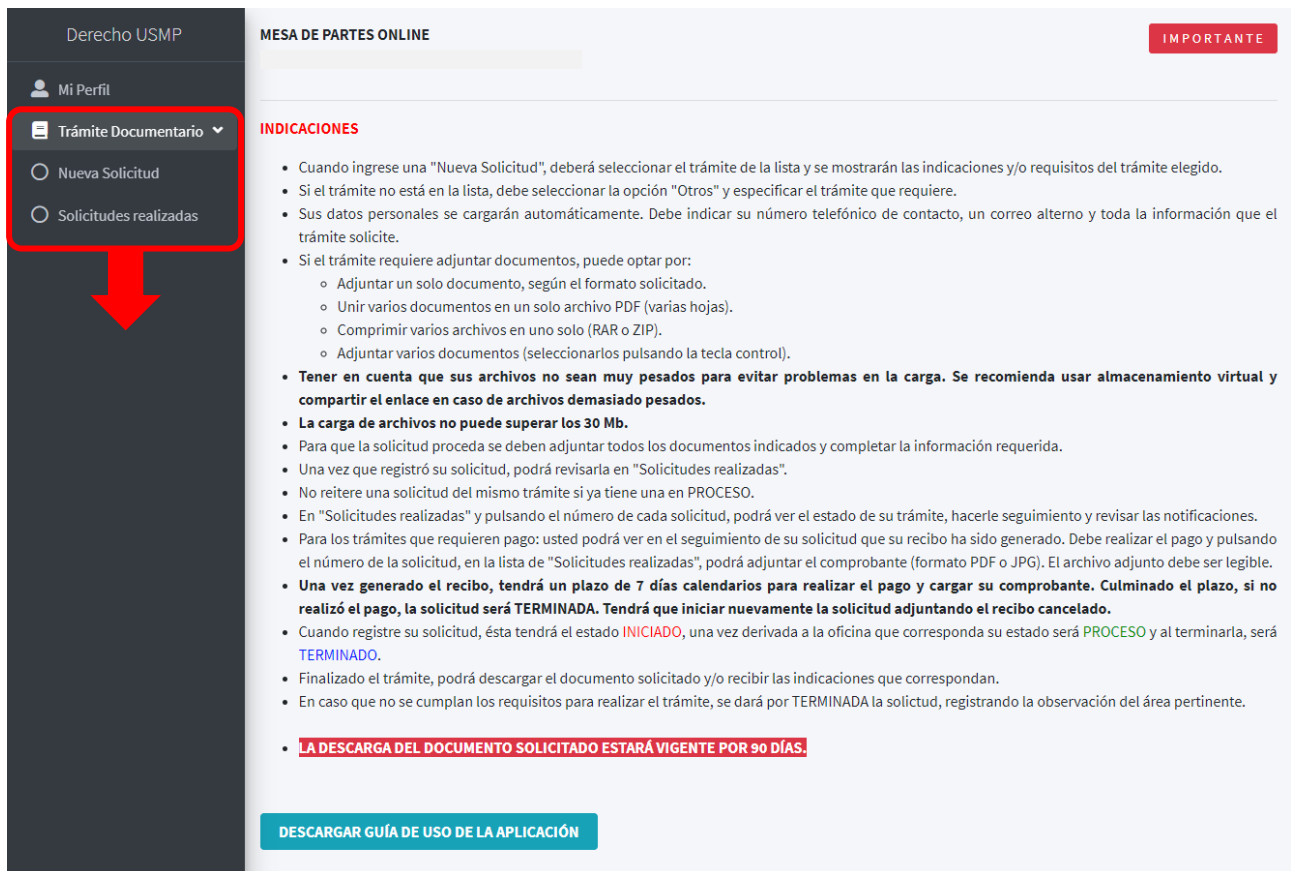 Derecho USMP
Mi Perfil
Trámite Documentario
Nueva Solicitud
Solicitudes realizadas
MESA DE PARTES ONLINE
IMPORTANTE
INDICACIONES
• Cuando ingrese una "Nueva Solicitud", deberá seleccionar el trámite de la lista y se mostrarán las indicaciones y/o requisitos del trámite elegido.
• Si el trámite no está en la lista, debe seleccionar la opción "Otros" y especificar el trámite que requiere.
• Sus datos personales se cargarán automáticamente. Debe indicar su número telefónico de contacto, un correo alterno y toda la información que el
trámite solicite.
• Si el trámite requiere adjuntar documentos, puede optar por:
◦ Adjuntar un solo documento, según el formato solicitado.
◦ Unir varios documentos en un solo archivo PDF (varias hojas).
◦ Comprimir varios archivos en uno solo (RAR o ZIP).
◦ Adjuntar varios documentos (seleccionarlos pulsando la tecla control).
• Tener en cuenta que sus archivos no sean muy pesados para evitar problemas en la carga. Se recomienda usar almacenamiento virtual y
compartir el enlace en caso de archivos demasiado pesados.
• La carga de archivos no puede superar los 30 Mb.
• Para que la solicitud proceda se deben adjuntar todos los documentos indicados y completar la información requerida.
• Una vez que registró su solicitud, podrá revisarla en "Solicitudes realizadas".
• No reitere una solicitud del mismo trámite si ya tiene una en PROCESO.
• En "Solicitudes realizadas" y pulsando el número de cada solicitud, podrá ver el estado de su trámite, hacerle seguimiento y revisar las notificaciones.
• Para los trámites que requieren pago: usted podrá ver en el seguimiento de su solicitud que su recibo ha sido generado. Debe realizar el pago y pulsando
el número de la solicitud, en la lista de "Solicitudes realizadas", podrá adjuntar el comprobante (formato PDF o JPG). El archivo adjunto debe ser legible.
• Una vez generado el recibo, tendrá un plazo de 7 días calendarios para realizar el pago y cargar su comprobante. Culminado el plazo, si no
realizó el pago, la solicitud será TERMINADA. Tendrá que iniciar nuevamente la solicitud adjuntando el recibo cancelado.
• Cuando registre su solicitud, ésta tendrá el estado INICIADO, una vez derivada a la oficina que corresponda su estado será PROCESO y al terminarla, será
TERMINADO.
• Finalizado el trámite, podrá descargar el documento solicitado y/o recibir las indicaciones que correspondan.
• En caso que no se cumplan los requisitos para realizar el trámite, se dará por TERMINADA la solictud, registrando la observación del área pertinente.
• LA DESCARGA DEL DOCUMENTO SOLICITADO ESTARÁ VIGENTE POR 90 DÍAS.
DESCARGAR GUÍA DE USO DE LA APLICACIÓN